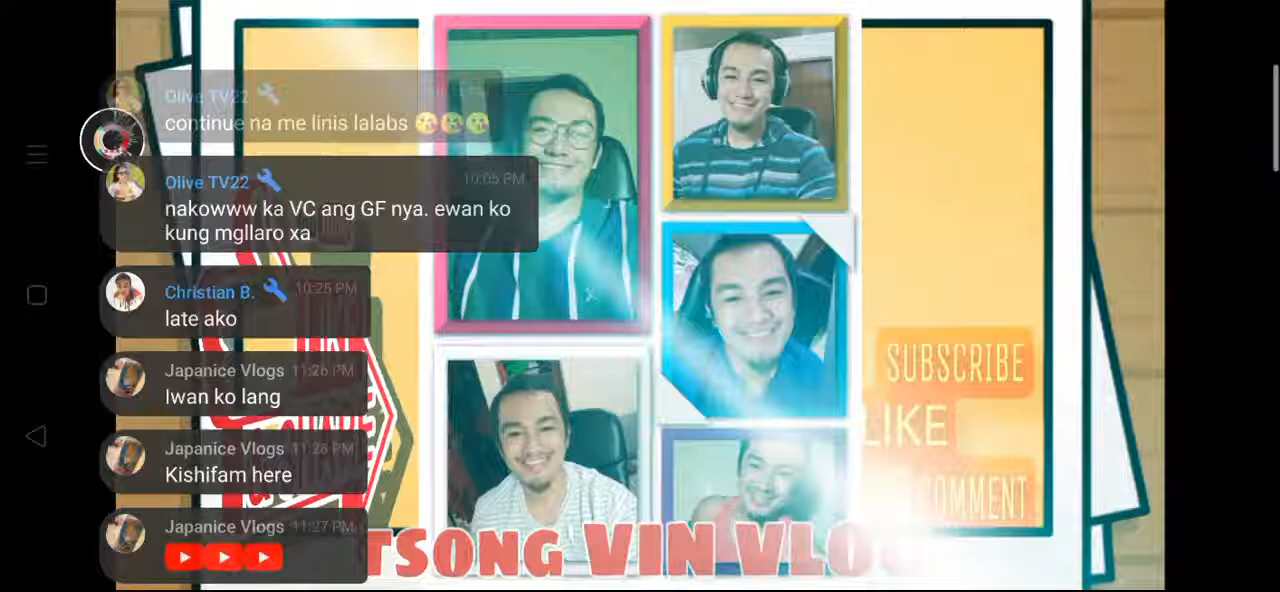 Olive TV22
continue na me linis lalabs
Olive TV22 10:05 PM
nakowww ka VC ang GF nya. ewan ko
kung mgllaro xa
Christian B. 10:25 PM
late ako
Japanice Vlogs 11:26 PM
Iwan ko lang
Japanice Vlogs 11:26 PM
Kishifam here
Japanice Vlogs 11:27 PM
SUBSCRIBE
LIKE
COMMENT
TSONG VIN